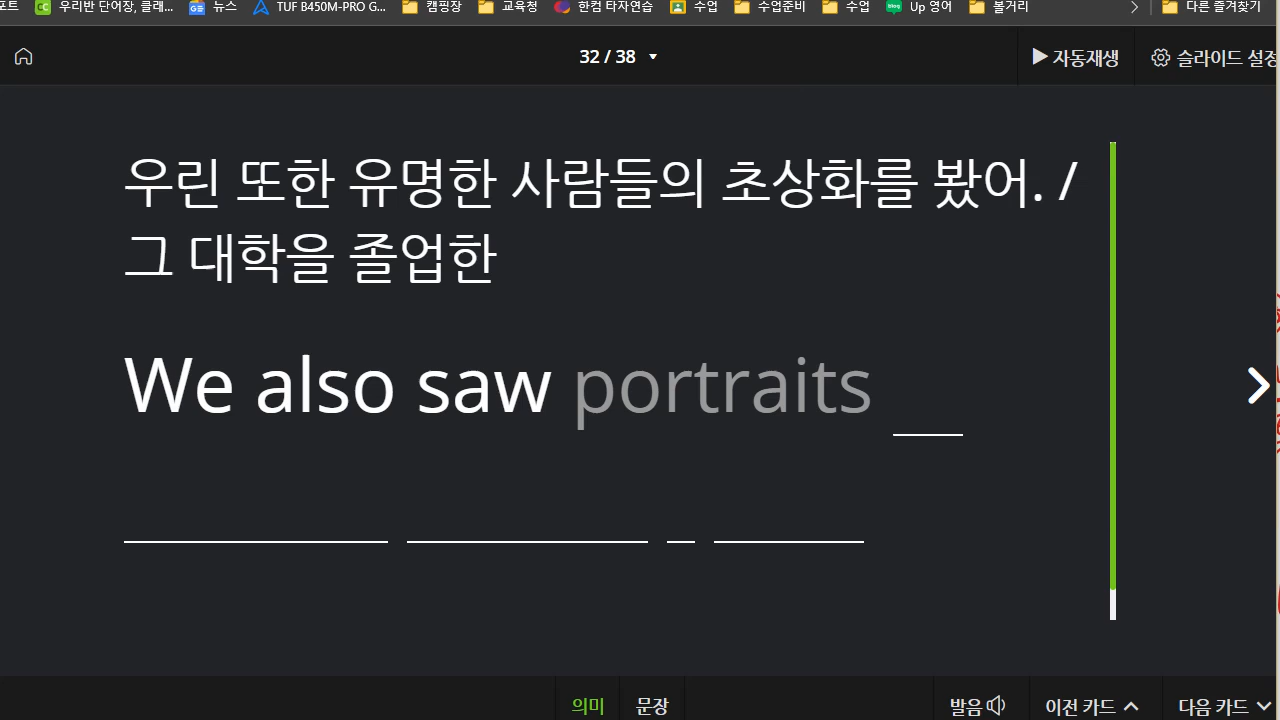 포트 CC 우리반 단어장, 클래... GE 뉴스 TUF B450M-PRO G... 캠핑장 교육청 한컴 타자연습 수업 수업준비 수업 blog Up 영어 볼거리 다른 즐겨찾기
32 / 38 자동재생 슬라이드 설정
우린 또한 유명한 사람들의 초상화를 봤어. /
그 대학을 졸업한
We also saw portraits
의미 문장 발음 이전 카드 다음 카드